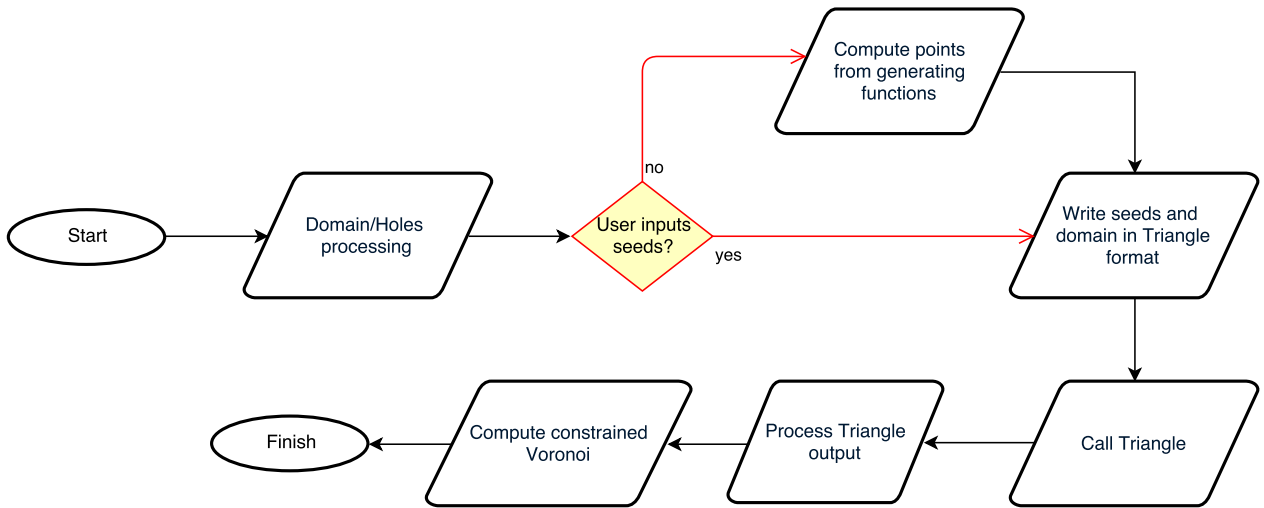 Compute points
from generating
functions
no
Start
Domain/Holes
processing
User inputs
seeds?
yes
Write seeds and
domain in Triangle
format
Call Triangle
Process Triangle
output
Compute constrained
Voronoi
Finish